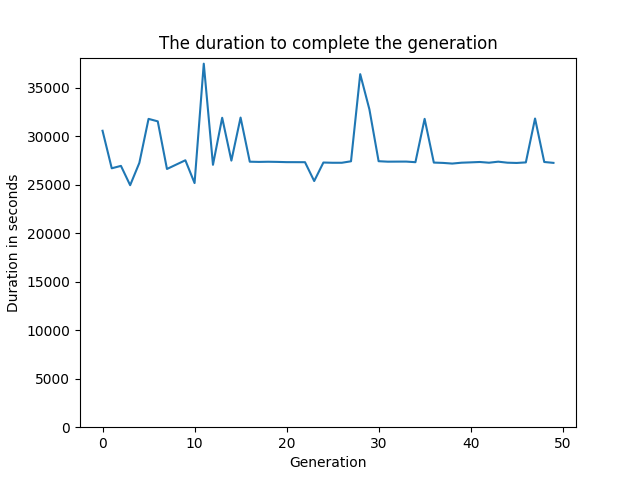 The duration to complete the generation
35000
30000
25000
20000
15000
10000
5000
0
Duration in seconds
0 10 20 30 40 50
Generation